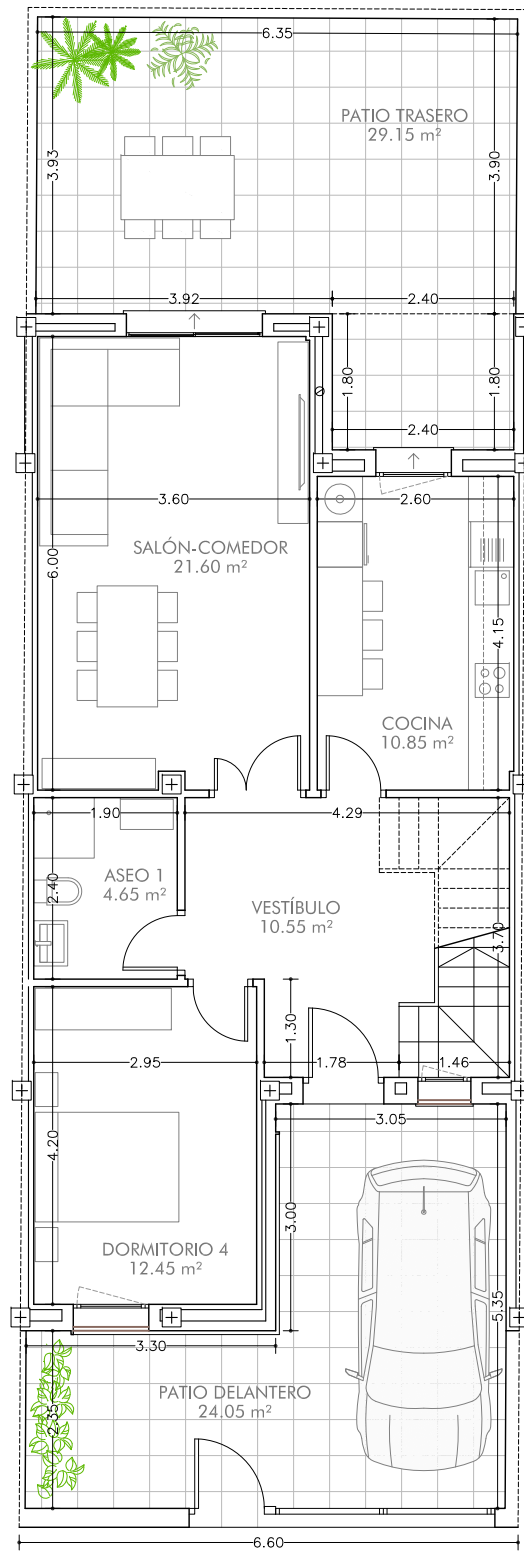 6.35
PATIO TRASERO
29.15 m²
3.93
3.90
3.92
2.40
1.80
1.80
2.40
3.60
2.60
SALÓN-COMEDOR
21.60 m²
6.00
4.15
COCINA
10.85 m²
1.90
4.29
ASEO 1
4.65 m²
2.40
VESTÍBULO
10.55 m²
3.70
1.30
2.95
1.78
1.46
3.05
4.20
3.00
DORMITORIO 4
12.45 m²
5.35
3.30
PATIO DELANTERO
24.05 m²
2.35
6.60